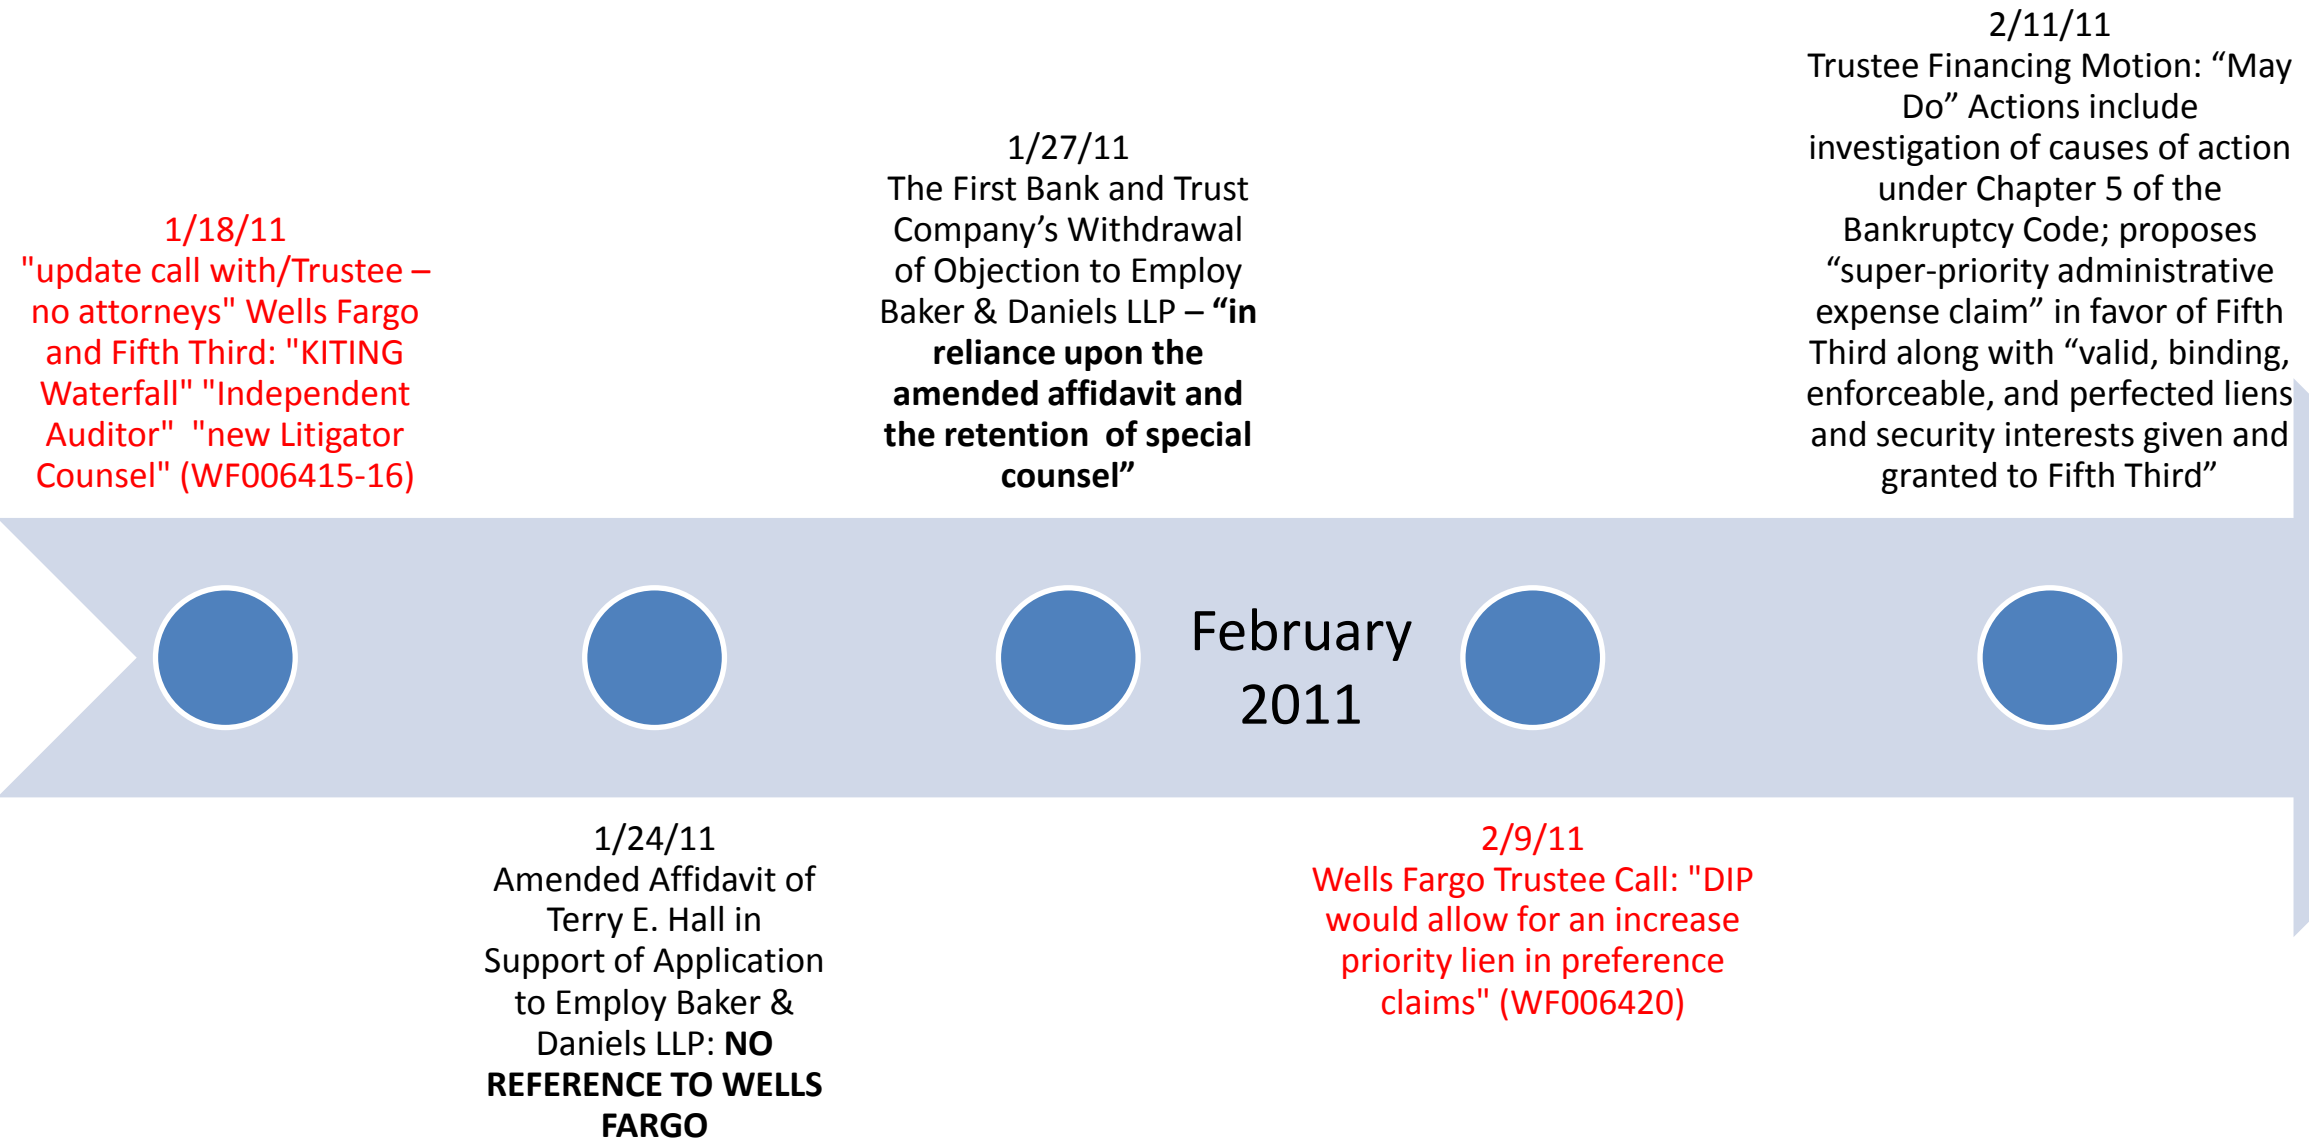 1/18/11
"update call with/Trustee –
no attorneys" Wells Fargo
and Fifth Third: "KITING
Waterfall" "Independent
Auditor"  "new Litigator
Counsel" (WF006415-16)
1/24/11
Amended Affidavit of
Terry E. Hall in
Support of Application
to Employ Baker &
Daniels LLP: NO
REFERENCE TO WELLS
FARGO
1/27/11
The First Bank and Trust
Company’s Withdrawal
of Objection to Employ
Baker & Daniels LLP – “in
reliance upon the
amended affidavit and
the retention  of special
counsel”
February
2011
2/9/11
Wells Fargo Trustee Call: "DIP
would allow for an increase
priority lien in preference
claims" (WF006420)
2/11/11
Trustee Financing Motion: “May
Do” Actions include
investigation of causes of action
under Chapter 5 of the
Bankruptcy Code; proposes
“super-priority administrative
expense claim” in favor of Fifth
Third along with “valid, binding,
enforceable, and perfected liens
and security interests given and
granted to Fifth Third”